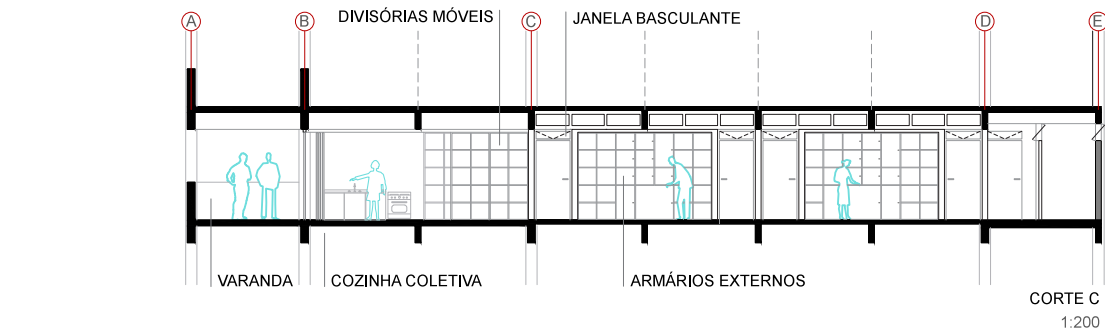 DIVISÓRIAS MÓVEIS
JANELA BASCULANTE
A
B
C
D
E
VARANDA
COZINHA COLETIVA
ARMÁRIOS EXTERNOS
CORTE C
1:200